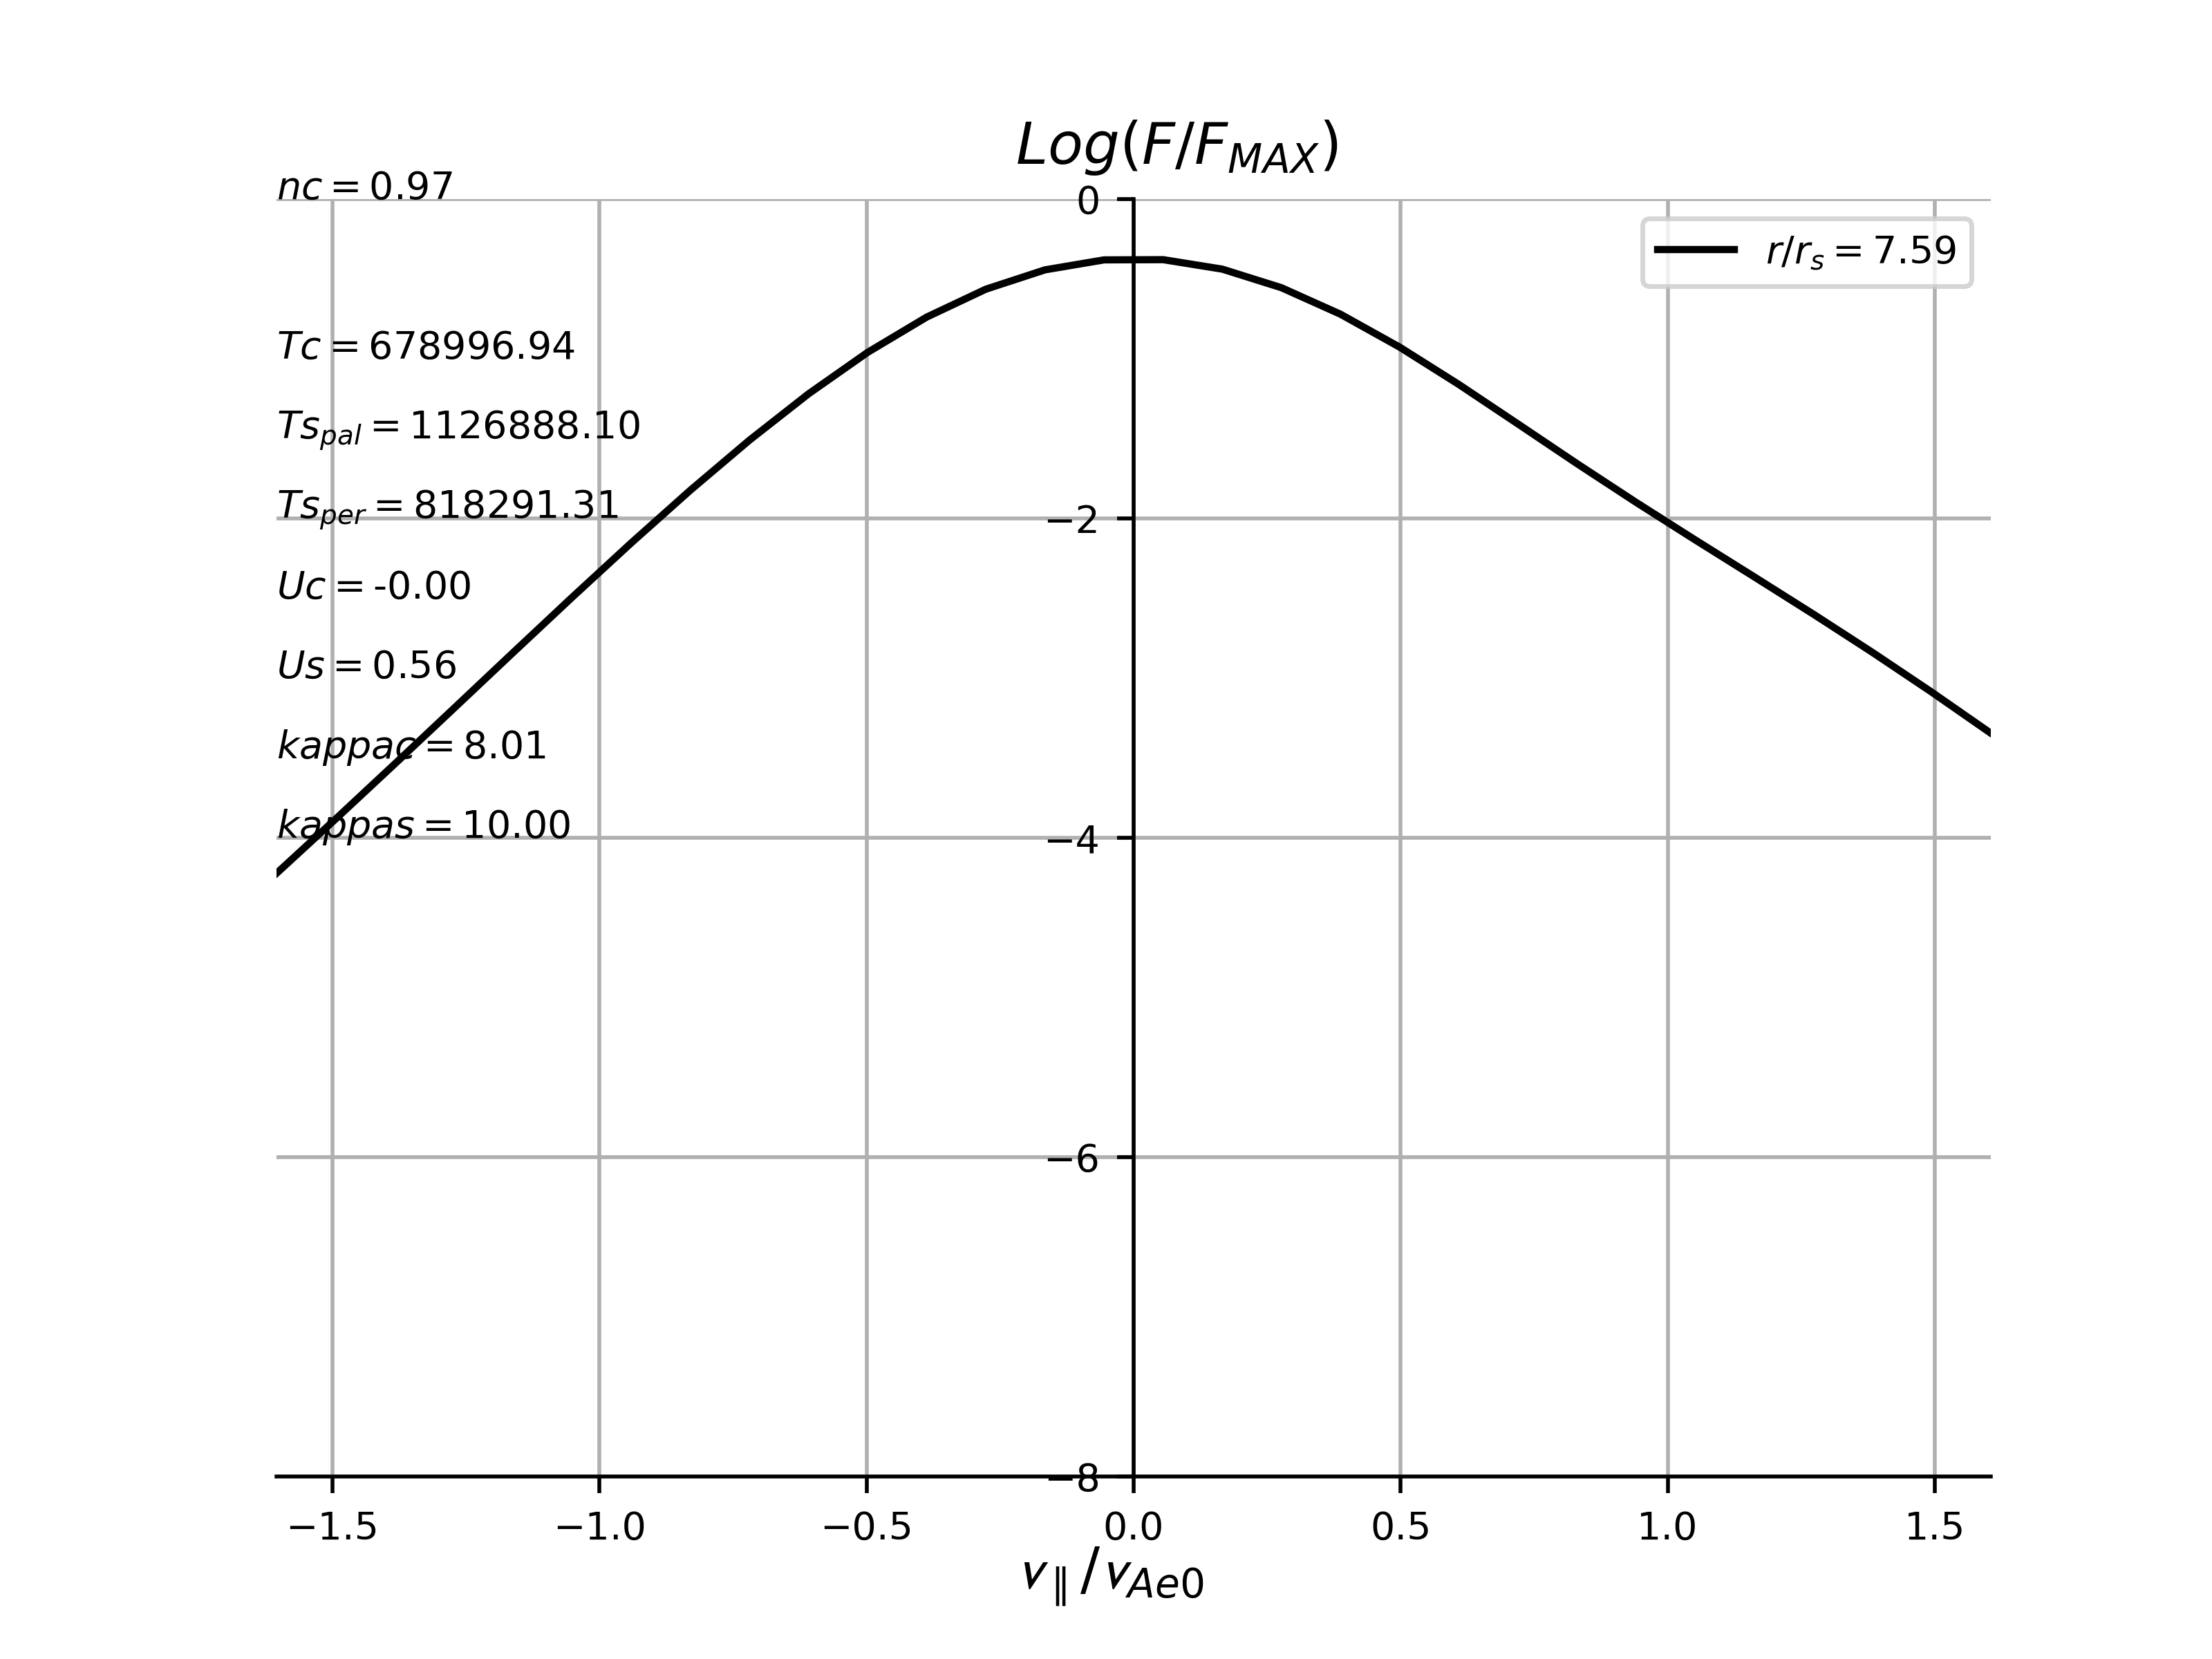 Log(F/F_MAX)
nc = 0.97
0
r/r_s = 7.59
Tc = 678996.94
Ts_pal = 1126888.10
Ts_per = 818291.31
−2
Uc = -0.00
Us = 0.56
kappac = 8.01
kappas = 10.00
−4
−6
−8
−1.5 −1.0 −0.5 0.0 0.5 1.0 1.5
v_∥/v_Ae0